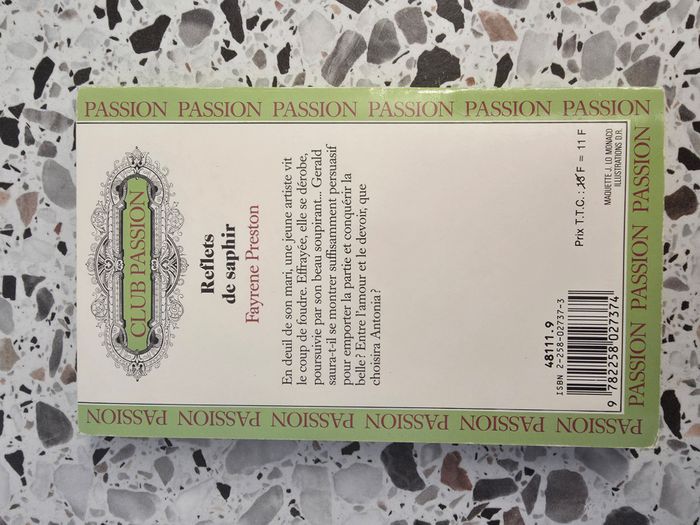 PASSION PASSION PASSION PASSION PASSION PASSION
CLUB PASSION
Reflets
de saphir
Fayrene Preston
En deuil de son mari, une jeune artiste vit
le coup de foudre. Effrayée, elle se dérobe,
poursuivie par son beau soupirant... Gerald
saura-t-il se montrer suffisamment persuasif
pour emporter la partie et conquérir la
belle? Entre l'amour et le devoir, que
choisira Antonia?
48111.9
ISBN 2-258-02737-3
9 782258 027374
Prix T.T.C. : F = 11 F
MAQUETTE J. LO MONACO
ILLUSTRATIONS D.R.
PASSION PASSION PASSION
PASSION PASSION PASSION PASSION PASSION PASSION